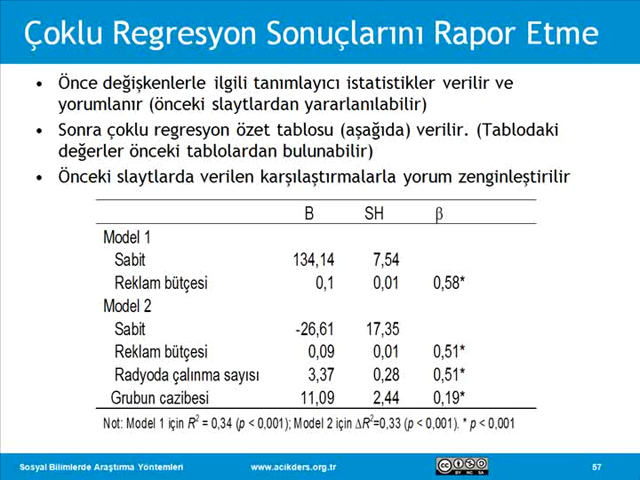 Çoklu Regresyon Sonuçlarını Rapor Etme
• Önce değişkenlerle ilgili tanımlayıcı istatistikler verilir ve
yorumlanır (önceki slaytlardan yararlanılabilir)
• Sonra çoklu regresyon özet tablosu (aşağıda) verilir. (Tablodaki
değerler önceki tablolardan bulunabilir)
• Önceki slaytlarda verilen karşılaştırmalarla yorum zenginleştirilir
B SH β
Model 1
Sabit 134,14 7,54
Reklam bütçesi 0,1 0,01 0,58*
Model 2
Sabit -26,61 17,35
Reklam bütçesi 0,09 0,01 0,51*
Radyoda çalınma sayısı 3,37 0,28 0,51*
Grubun cazibesi 11,09 2,44 0,19*
Not: Model 1 için R² = 0,34 (p < 0,001); Model 2 için ΔR²=0,33 (p < 0,001). * p < 0,001
Sosyal Bilimlerde Araştırma Yöntemleri www.acikders.org.tr cc BY NC SA 57